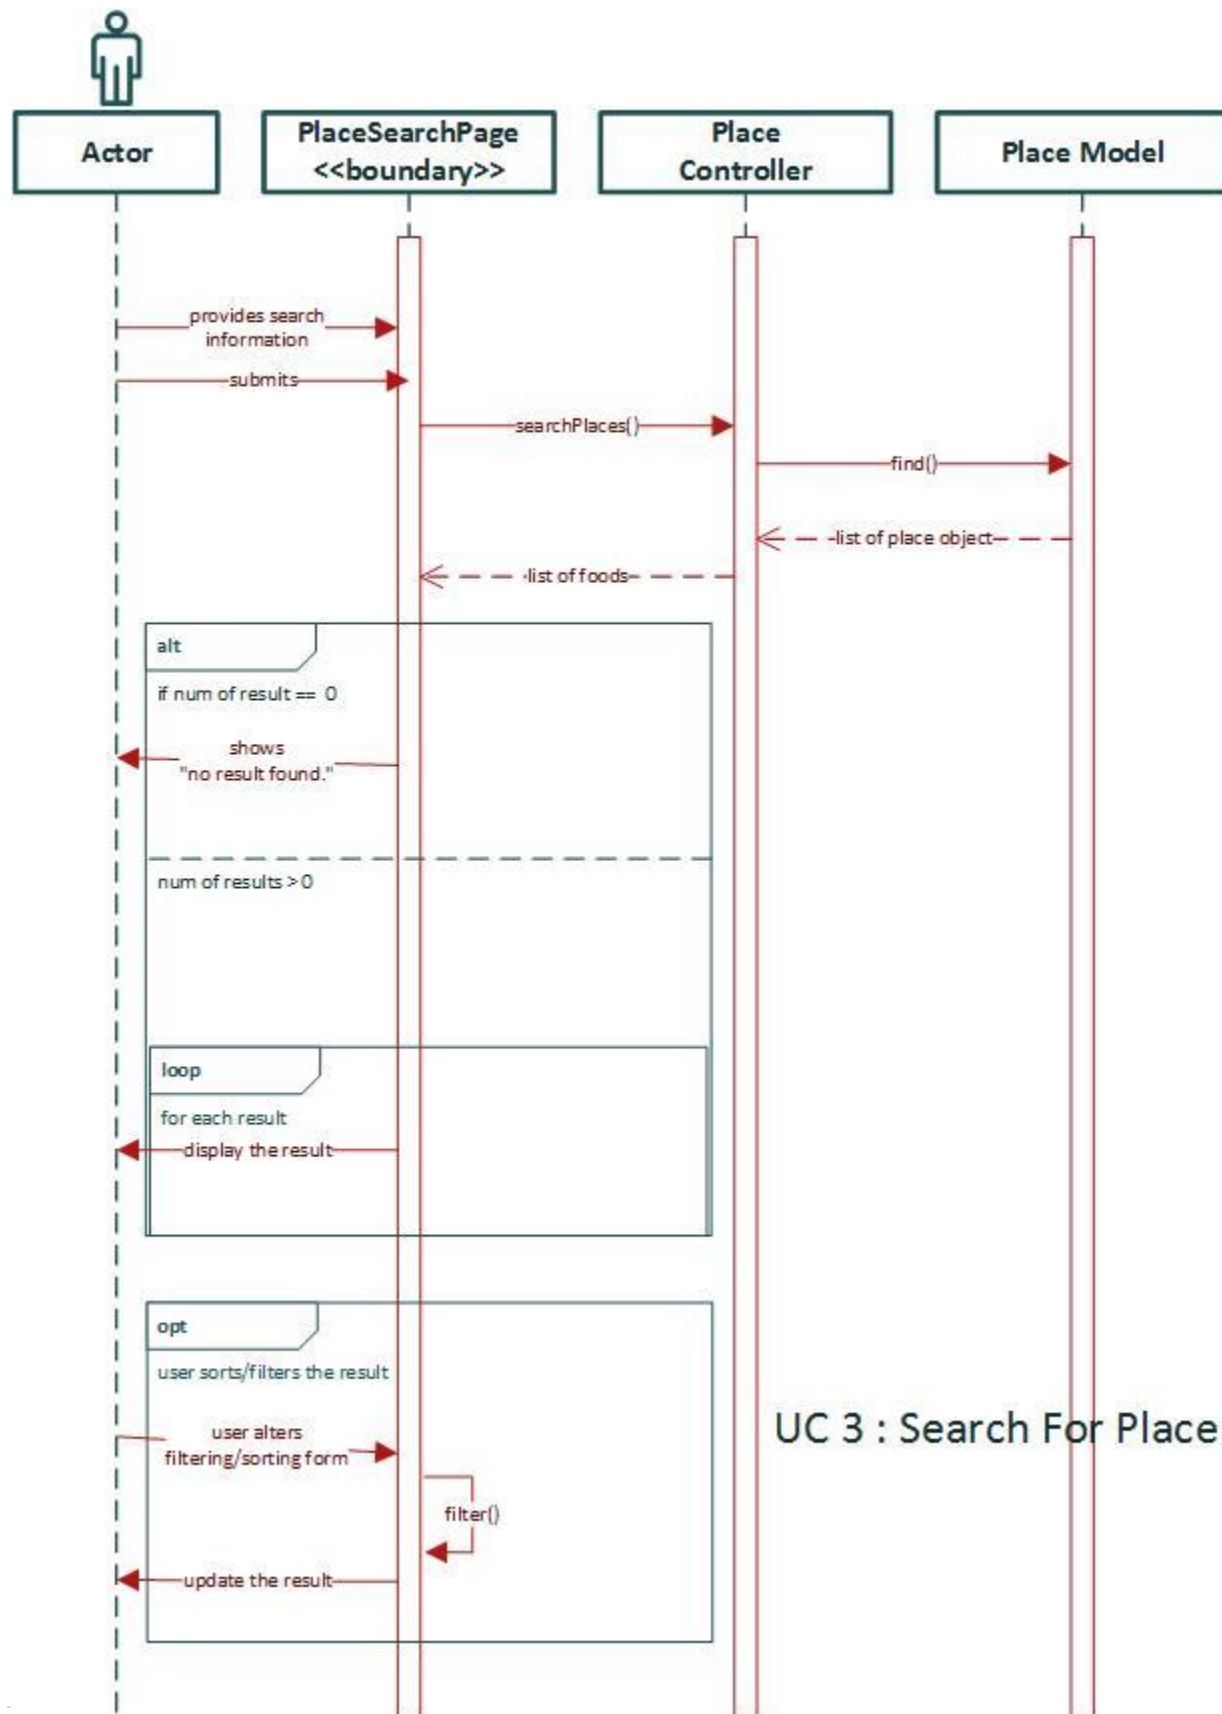 Actor
PlaceSearchPage
<<boundary>>
Place
Controller
Place Model
provides search
information
submits
searchPlaces()
find()
list of place object
list of foods
alt
if num of result == 0
shows
"no result found."
num of results > 0
loop
for each result
display the result
opt
user sorts/filters the result
user alters
filtering/sorting form
UC 3 : Search For Place
filter()
update the result